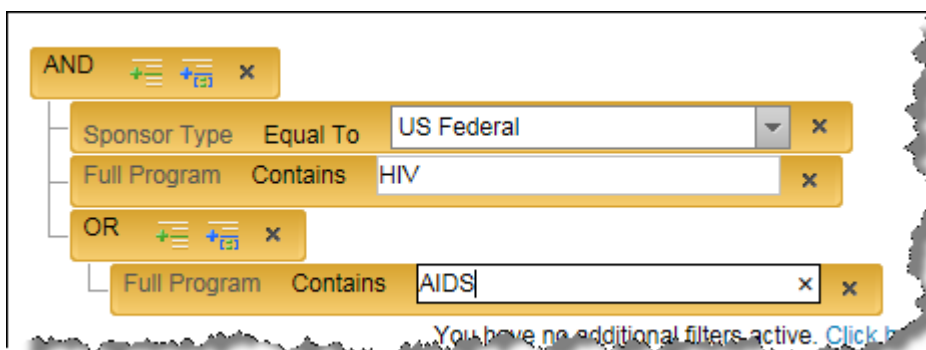 AND
Sponsor Type Equal To US Federal
Full Program Contains HIV
OR
Full Program Contains AIDS
You have no additional filters active. Click